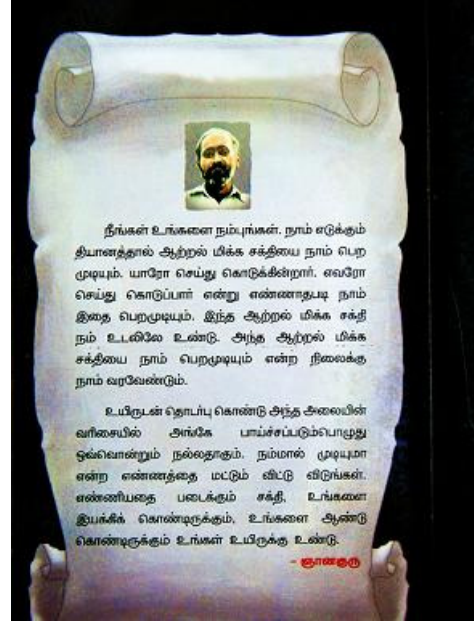 நீங்கள் உங்களை நம்புங்கள். நாம் எடுக்கும்
தியானத்தால் ஆற்றல் மிக்க சக்தியை நாம் பெற
முடியும். யாரோ செய்து கொடுக்கின்றார். எவரோ
செய்து கொடுப்பார் என்று எண்ணாதபடி நாம்
இதை பெறமுடியும். இந்த ஆற்றல் மிக்க சக்தி
நம் உடலிலே உண்டு. அந்த ஆற்றல் மிக்க
சக்தியை நாம் பெறமுடியும் என்ற நிலைக்கு
நாம் வரவேண்டும்.
உயிருடன் தொடர்பு கொண்டு அந்த அலையின்
வரிசையில் அங்கே பாய்ச்சப்படும்பொழுது
ஒவ்வொன்றும் நல்லதாகும். நம்மால் முடியுமா
என்ற எண்ணத்தை மட்டும் விட்டு விடுங்கள்.
எண்ணியதை படைக்கும் சக்தி, உங்களை
இயக்கிக் கொண்டிருக்கும், உங்களை ஆண்டு
கொண்டிருக்கும் உங்கள் உயிருக்கு உண்டு.
- ஞானகுரு